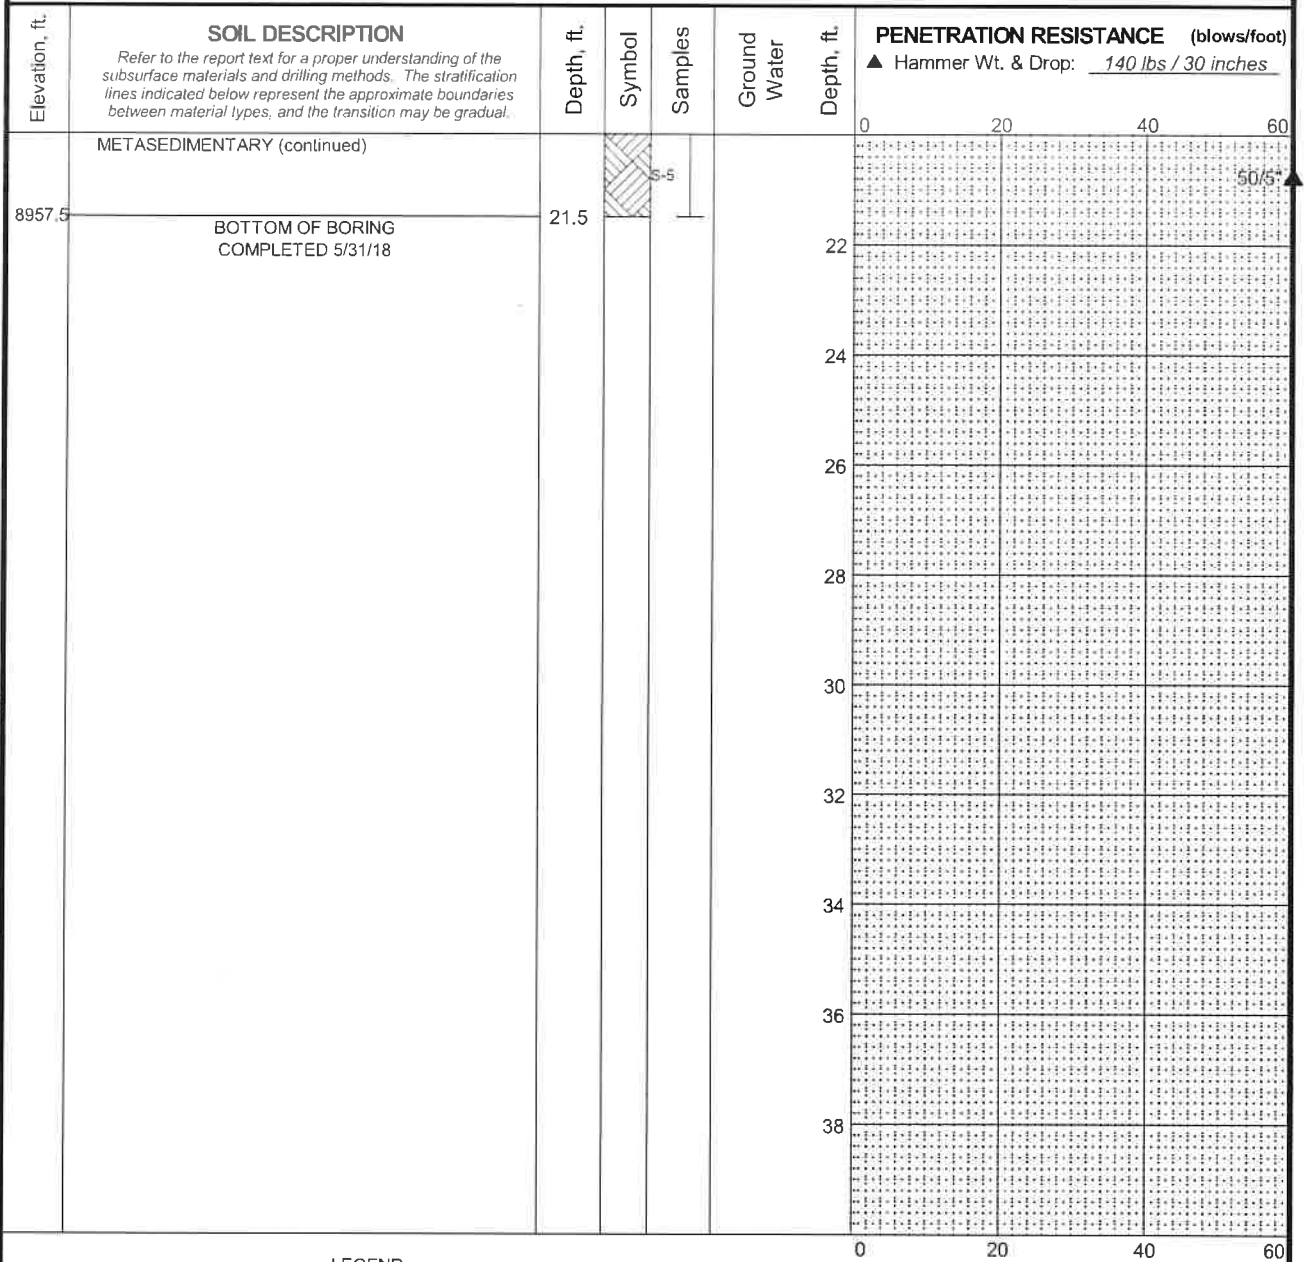 Elevation, ft.
SOIL DESCRIPTION
Refer to the report text for a proper understanding of the
subsurface materials and drilling methods. The stratification
lines indicated below represent the approximate boundaries
between material types, and the transition may be gradual.
Depth, ft.
Symbol
Samples
Ground
Water
Depth, ft.
PENETRATION RESISTANCE (blows/foot)
▲ Hammer Wt. & Drop: 140 lbs / 30 inches
0 20 40 60
METASEDIMENTARY (continued)
S-5
50/5"
8957.5
21.5
BOTTOM OF BORING
COMPLETED 5/31/18
22
24
26
28
30
32
34
36
38
0 20 40 60
LEGEND